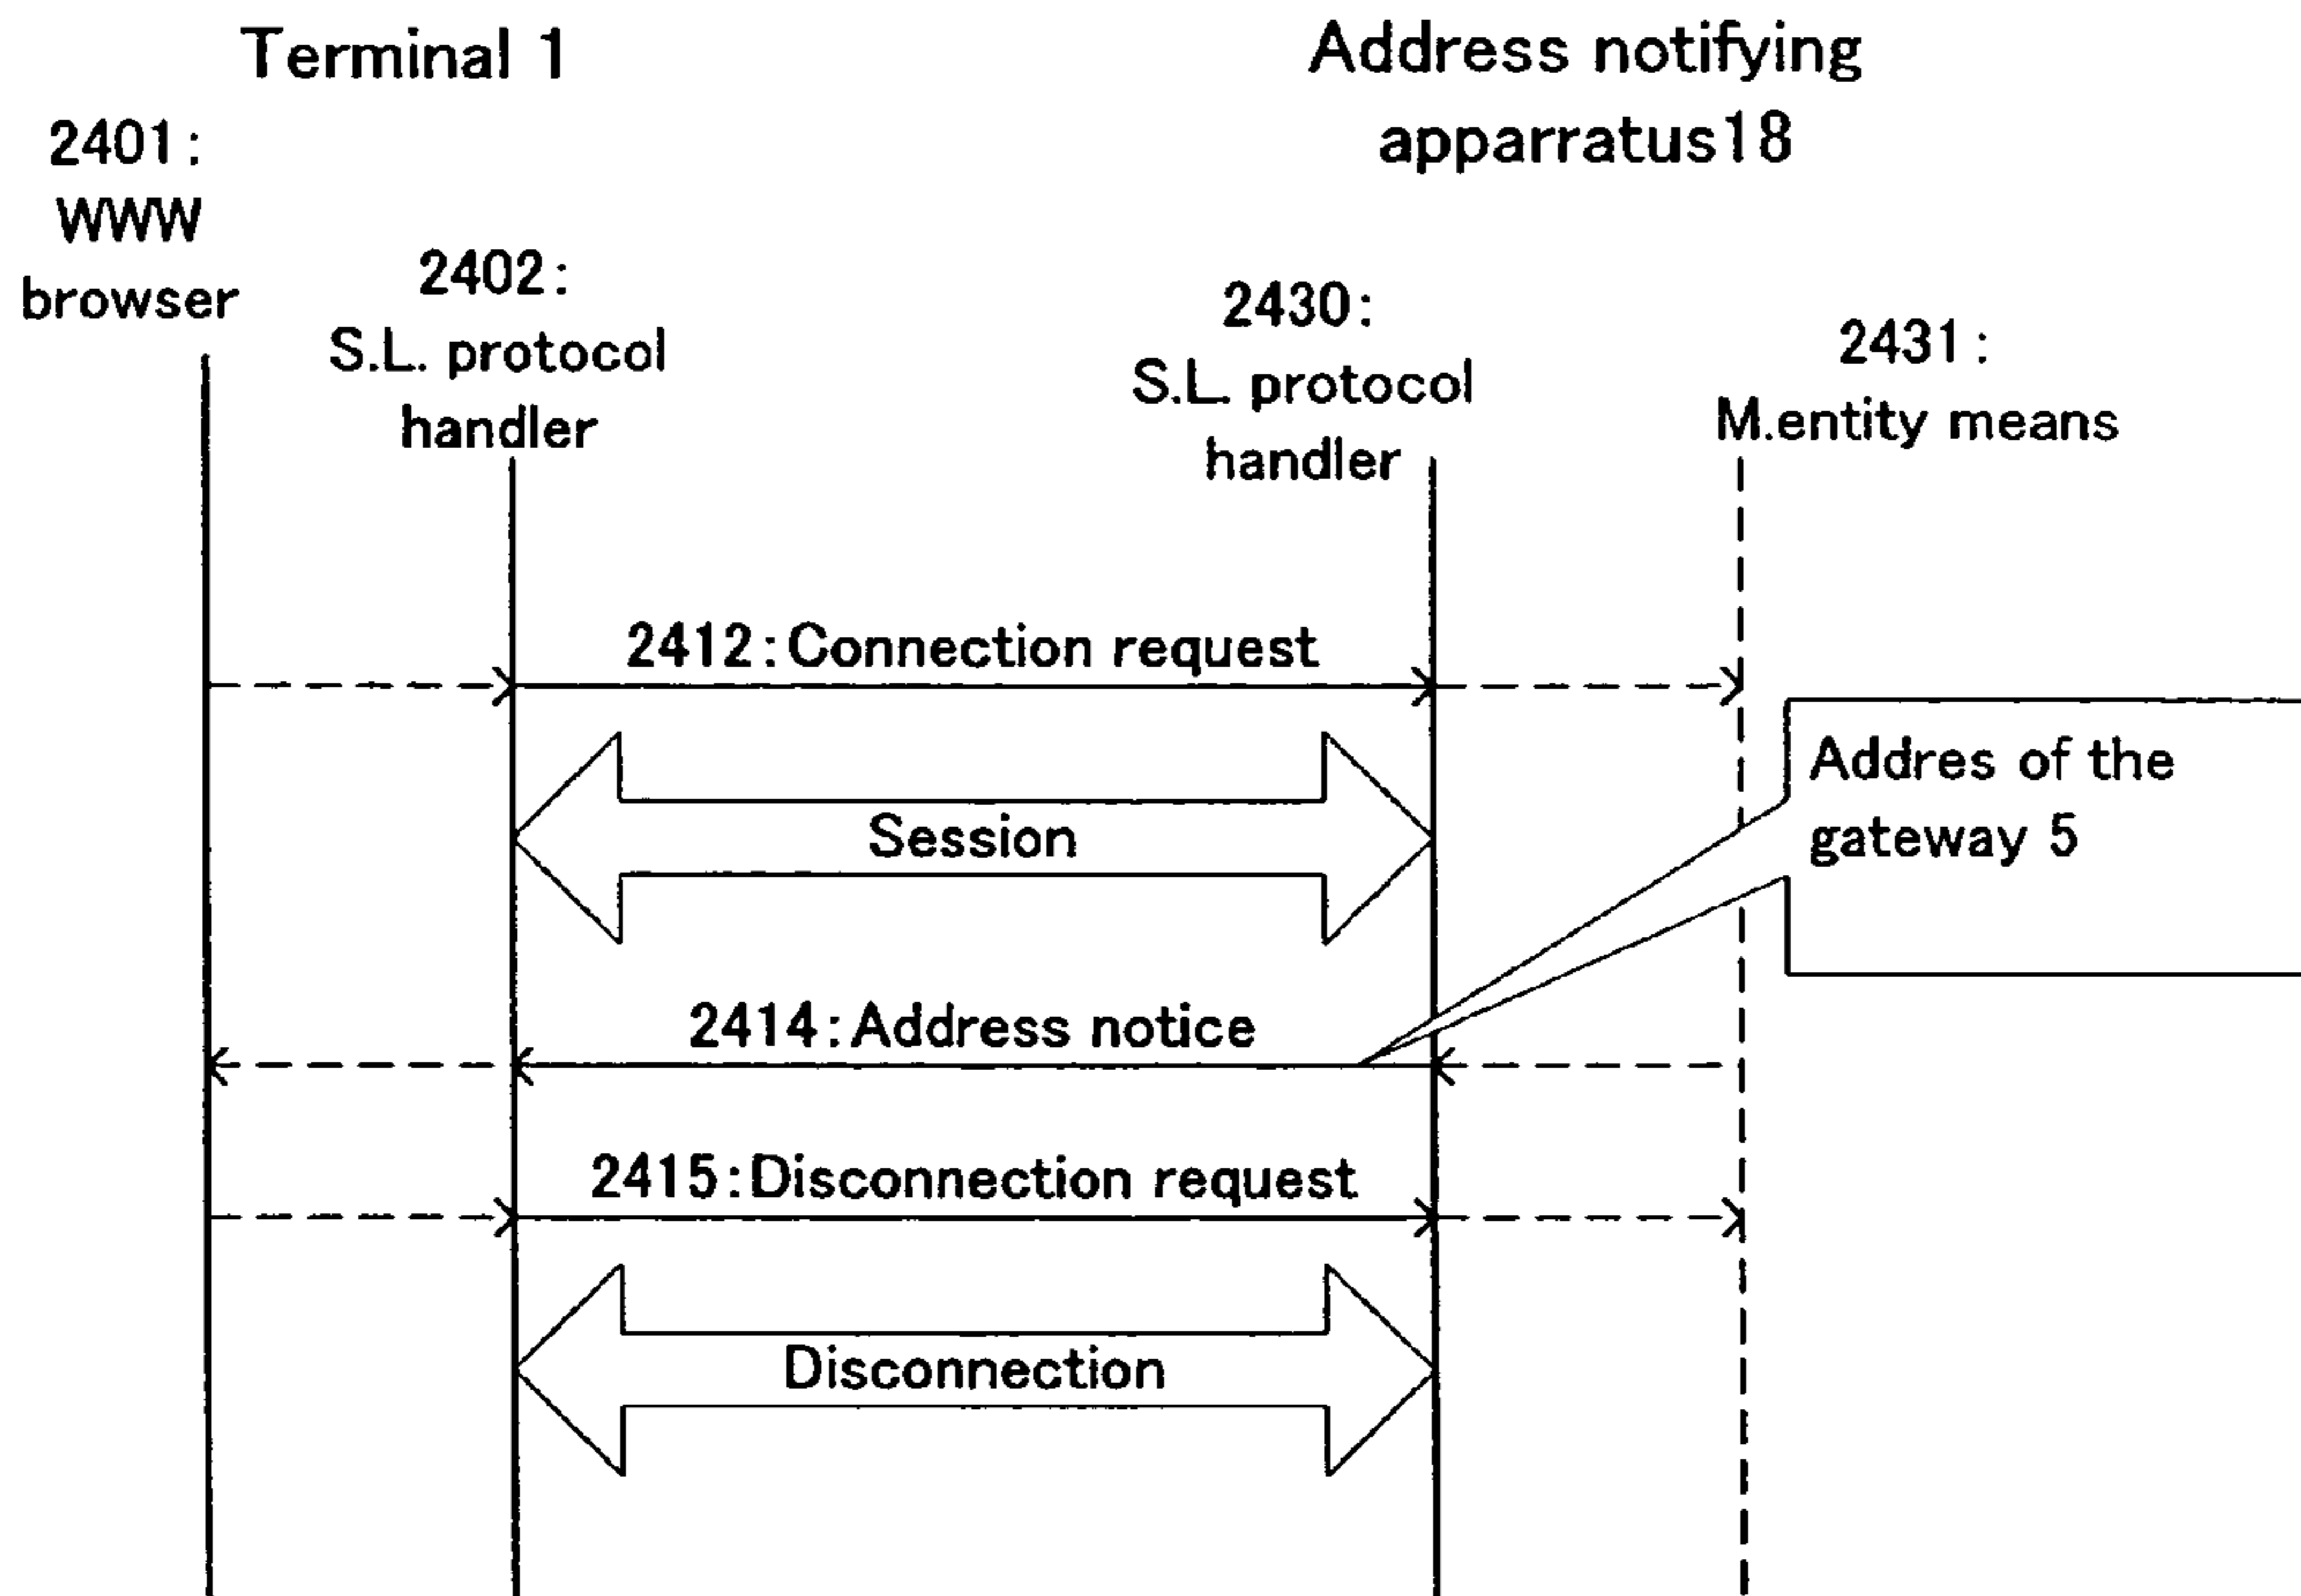 Terminal 1
Address notifying
apparratus18
2401:
WWW
browser
2402:
S.L. protocol
handler
2430:
S.L. protocol
handler
2431:
M.entity means
2412:Connection request
Session
Addres of the
gateway 5
2414:Address notice
2415:Disconnection request
Disconnection